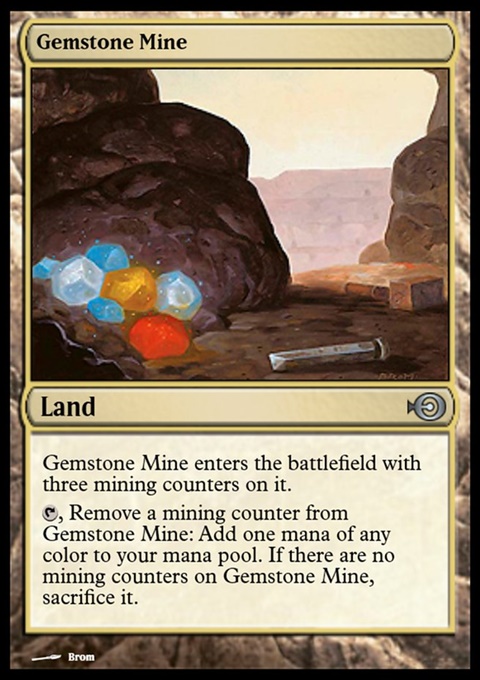 Gemstone Mine
BROM
Land
Gemstone Mine enters the battlefield with
three mining counters on it.
, Remove a mining counter from
Gemstone Mine: Add one mana of any
color to your mana pool. If there are no
mining counters on Gemstone Mine,
sacrifice it.
Brom